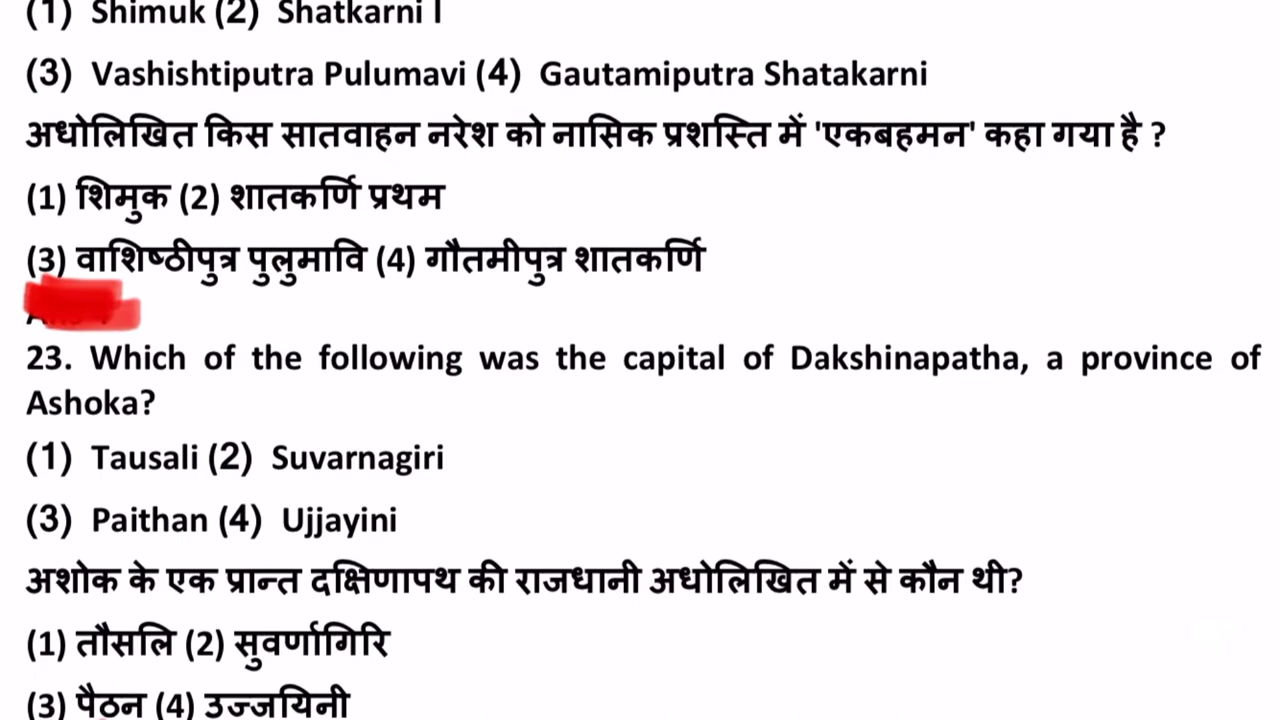 (1) Shimuk (2) Shatkarni I
(3) Vashishtiputra Pulumavi (4) Gautamiputra Shatakarni
अधोलिखित किस सातवाहन नरेश को नासिक प्रशस्ति में 'एकबहमन' कहा गया है ?
(1) शिमुक (2) शातकर्णि प्रथम
(3) वाशिष्ठीपुत्र पुलुमावि (4) गौतमीपुत्र शातकर्णि
23. Which of the following was the capital of Dakshinapatha, a province of
Ashoka?
(1) Tausali (2) Suvarnagiri
(3) Paithan (4) Ujjayini
अशोक के एक प्रान्त दक्षिणापथ की राजधानी अधोलिखित में से कौन थी?
(1) तौसलि (2) सुवर्णागिरि
(3) पैठन (4) उज्जयिनी